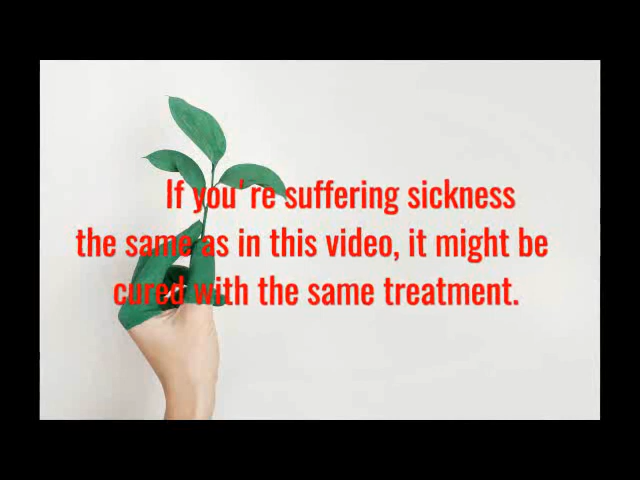 If you're suffering sickness
the same as in this video, it might be
cured with the same treatment.